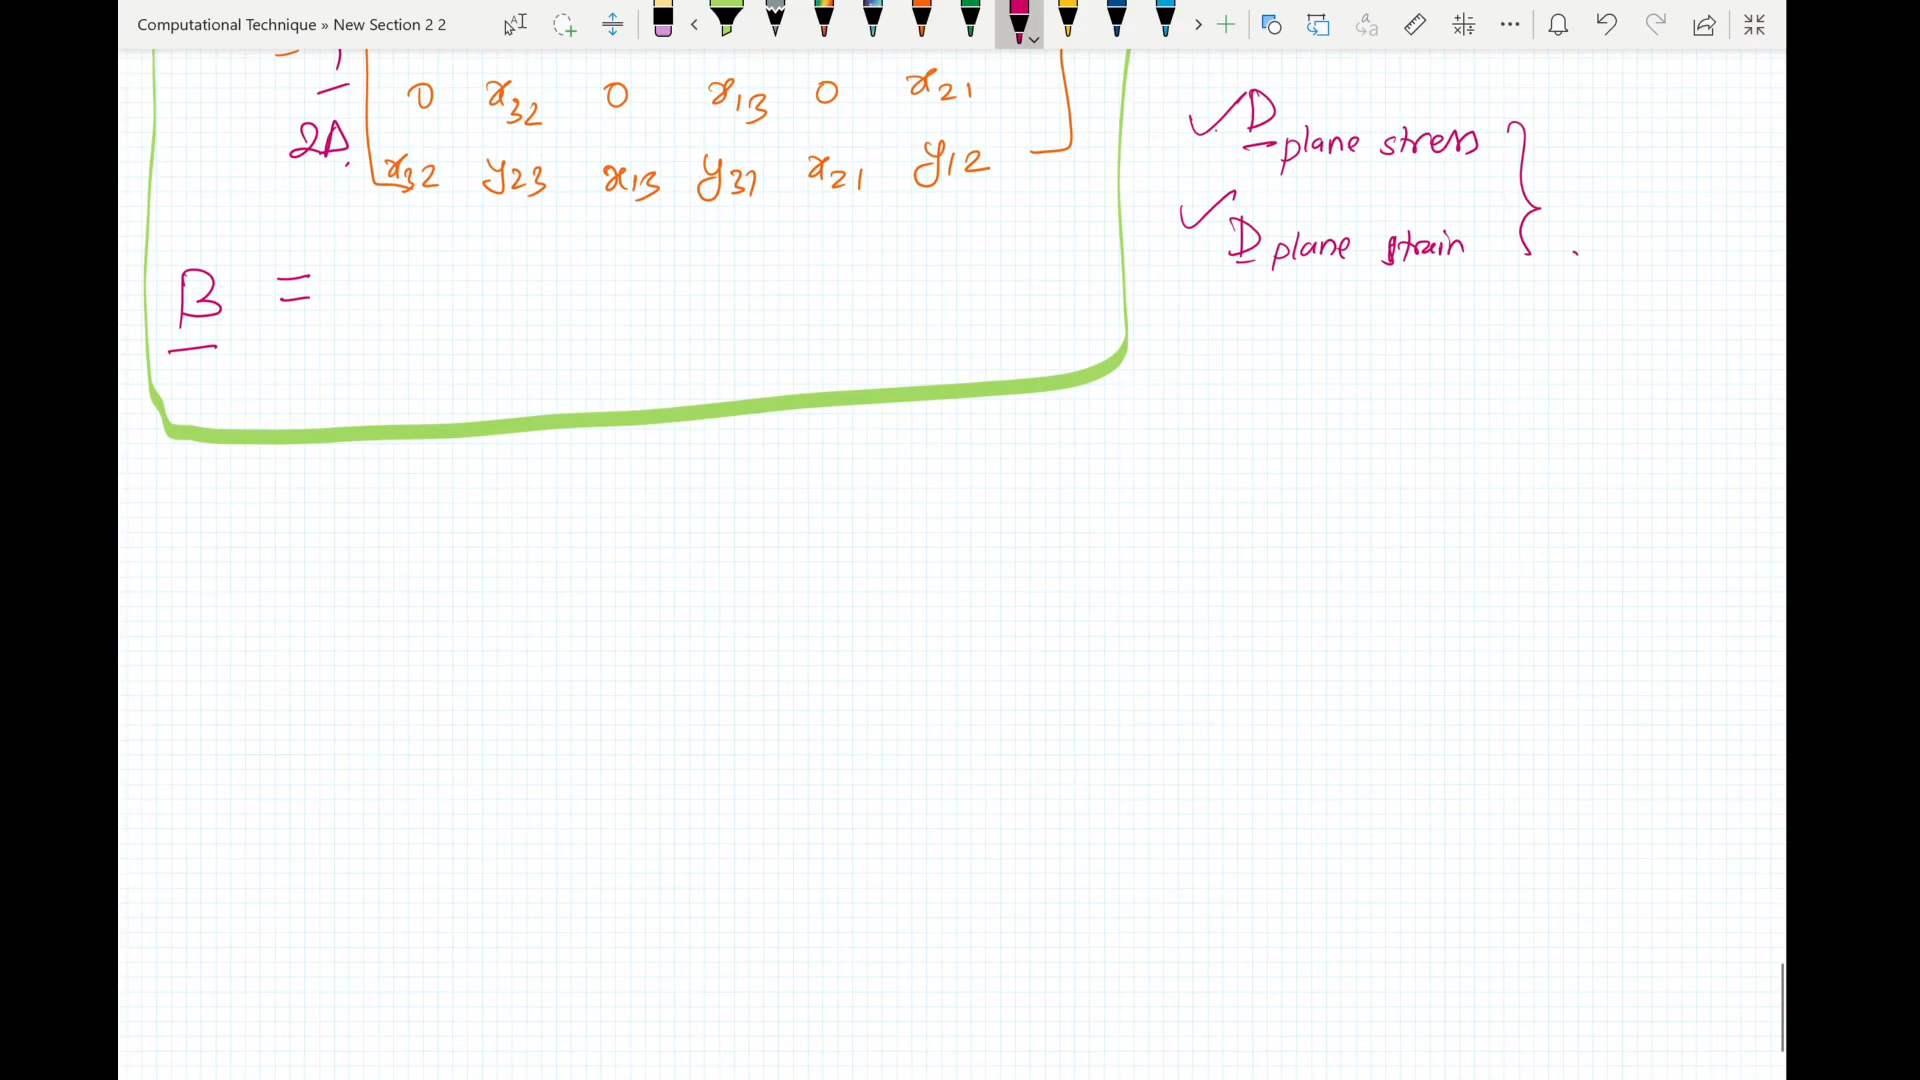 Computational Technique » New Section 2 2
0 x32 0 x13 0 x21
2Δ
x32 y23 x13 y31 x21 y12
B =
D plane stress
D plane strain